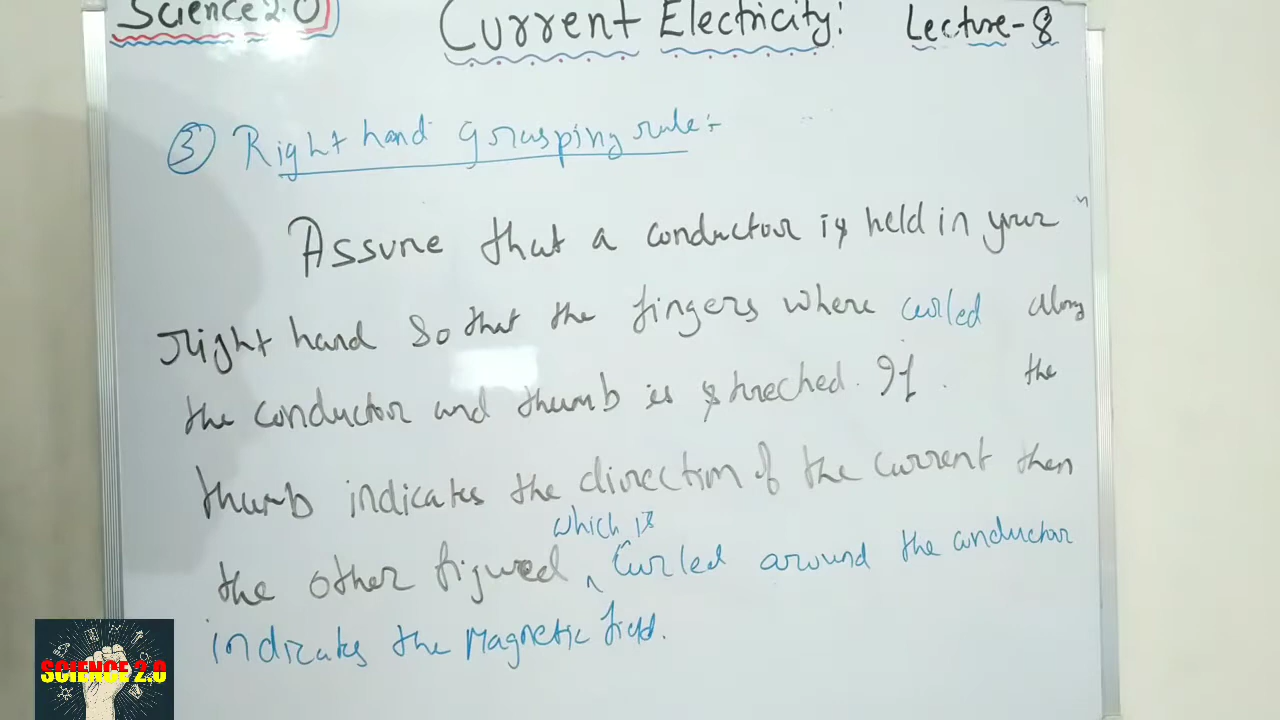 Science 2.0
Current Electricity:
Lecture-8
③ Right hand grasping rule:-
Assure that a conductor is held in your
right hand so that the fingers where curled along
the conductor and thumb is streched. If the
thumb indicates the direction of the current then
which is
the other figured ^ curled around the conductor
indicates the Magnetic field.
SCIENCE 2.0